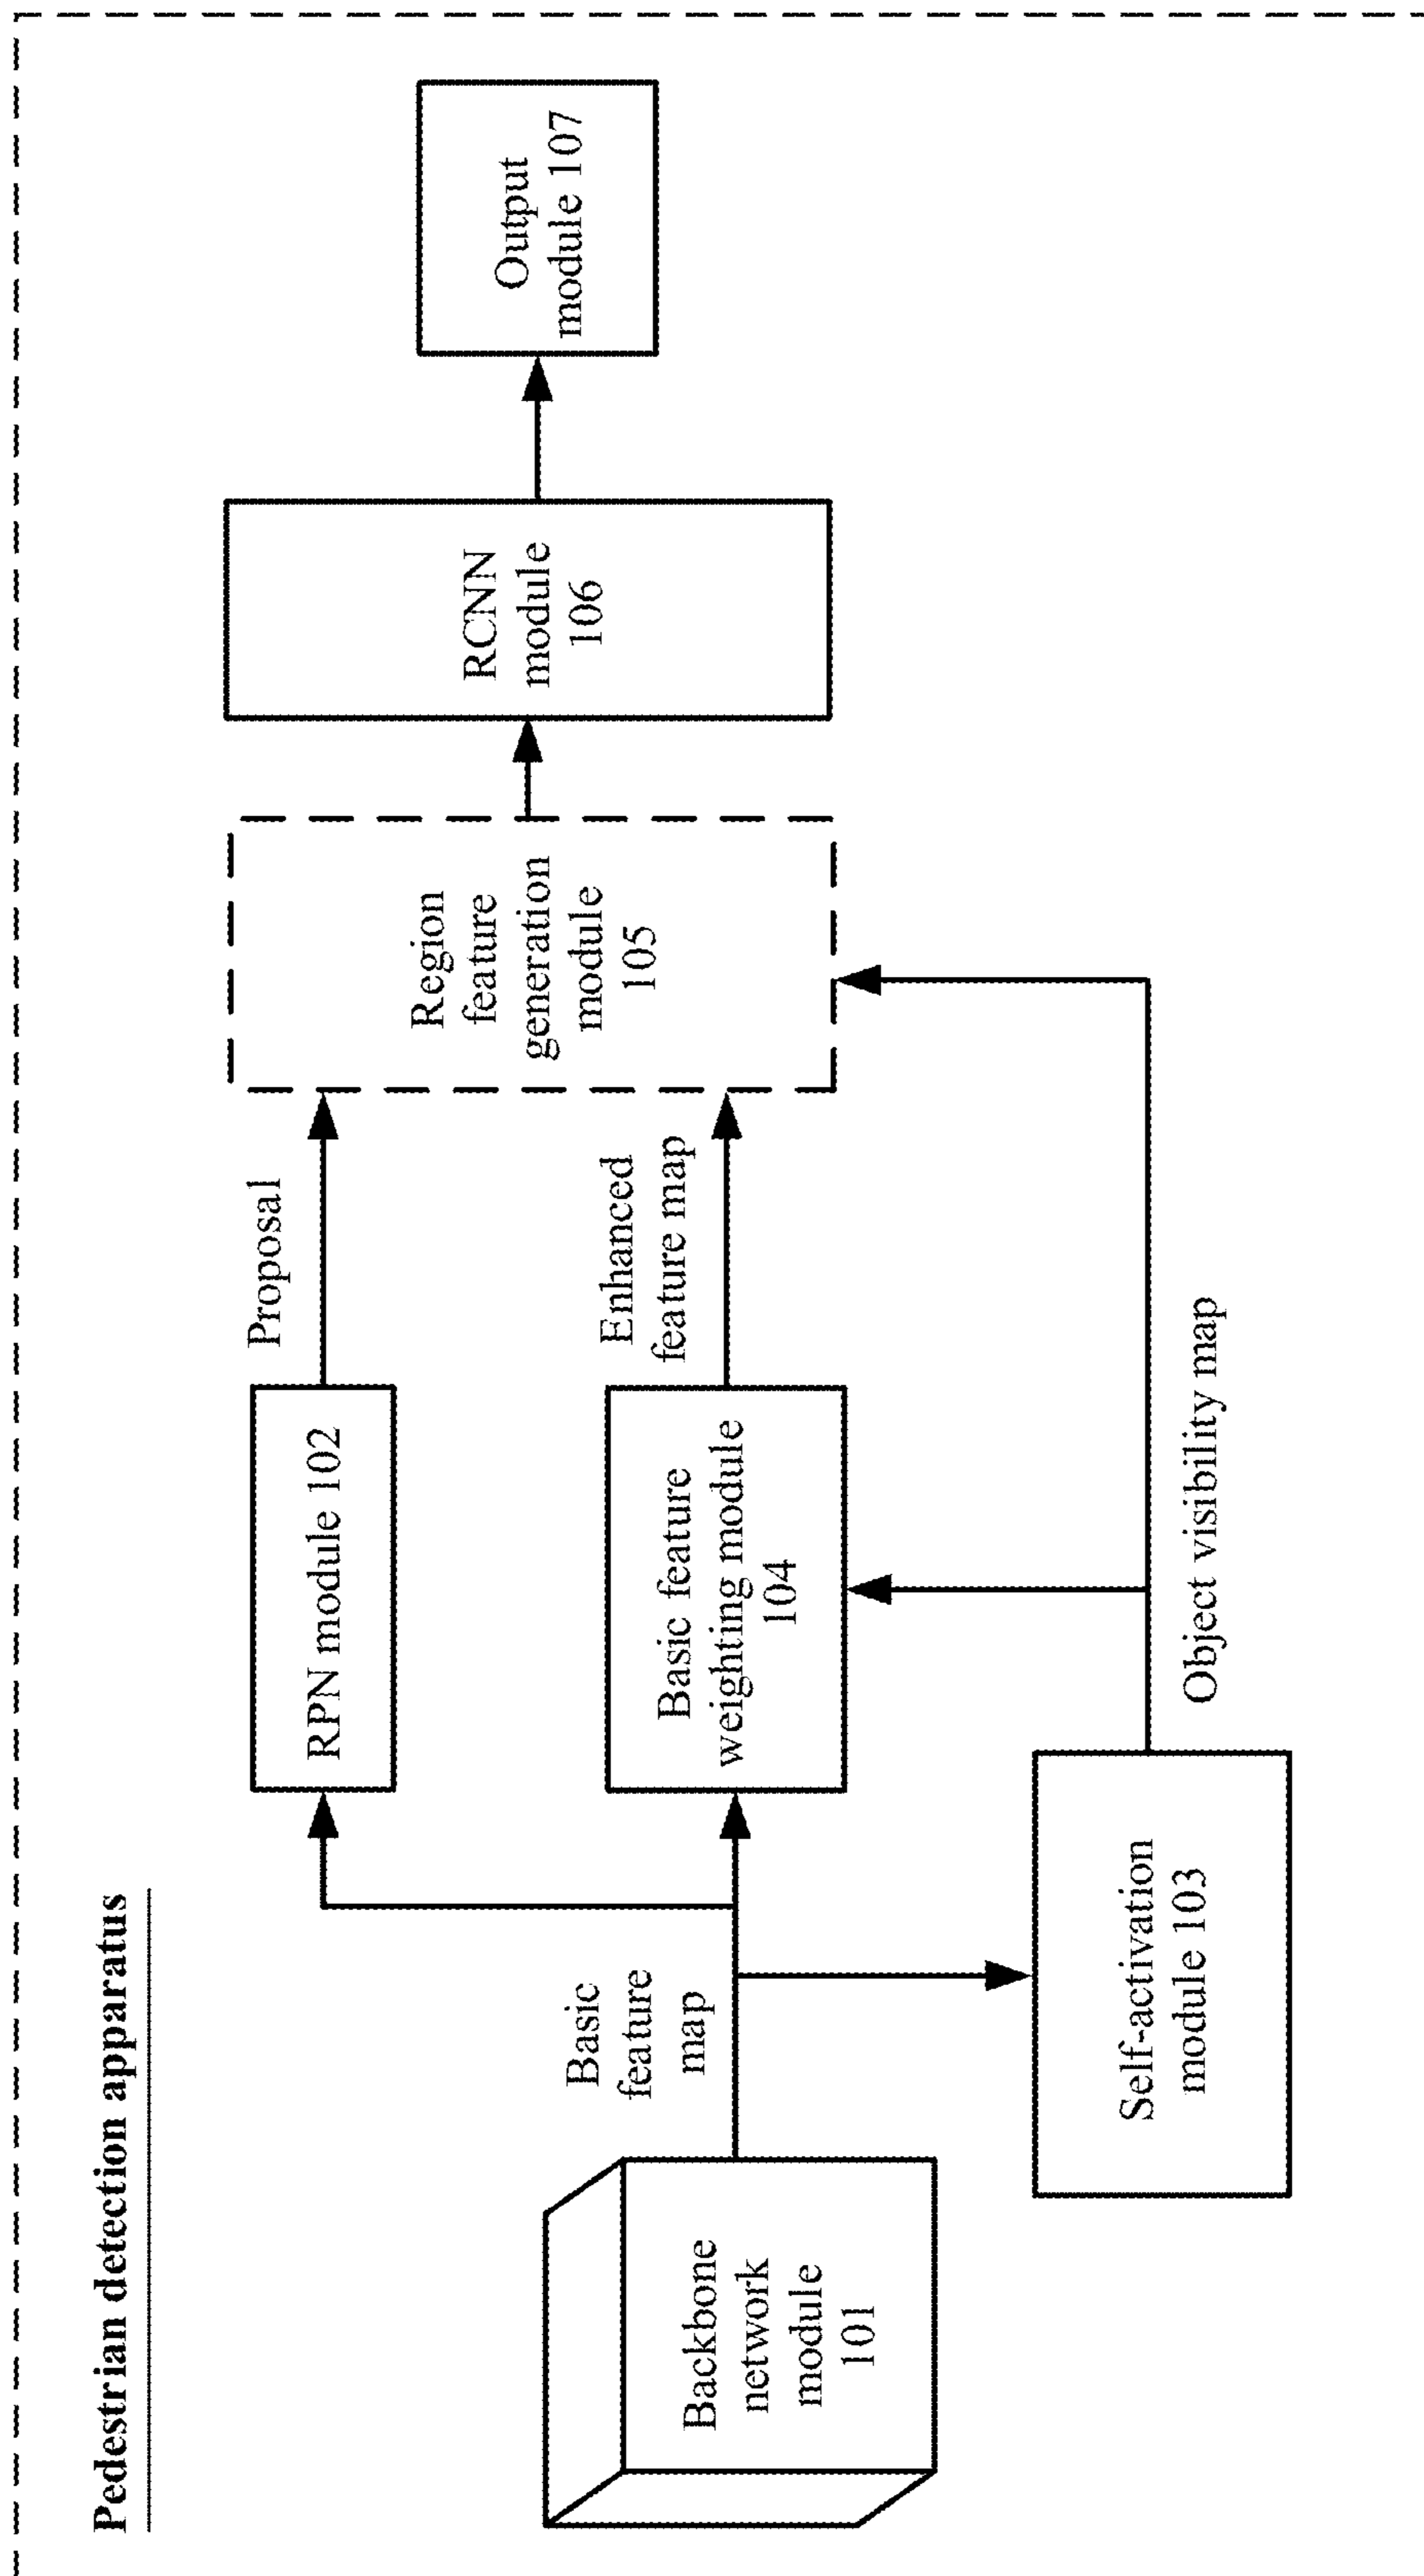 Pedestrian detection apparatus
Backbone
network
module
101
Basic
feature
map
RPN module 102
Basic feature
weighting module
104
Self-activation
module 103
Object visibility map
Proposal
Enhanced
feature map
Region
feature
generation
module
105
RCNN
module
106
Output
module 107